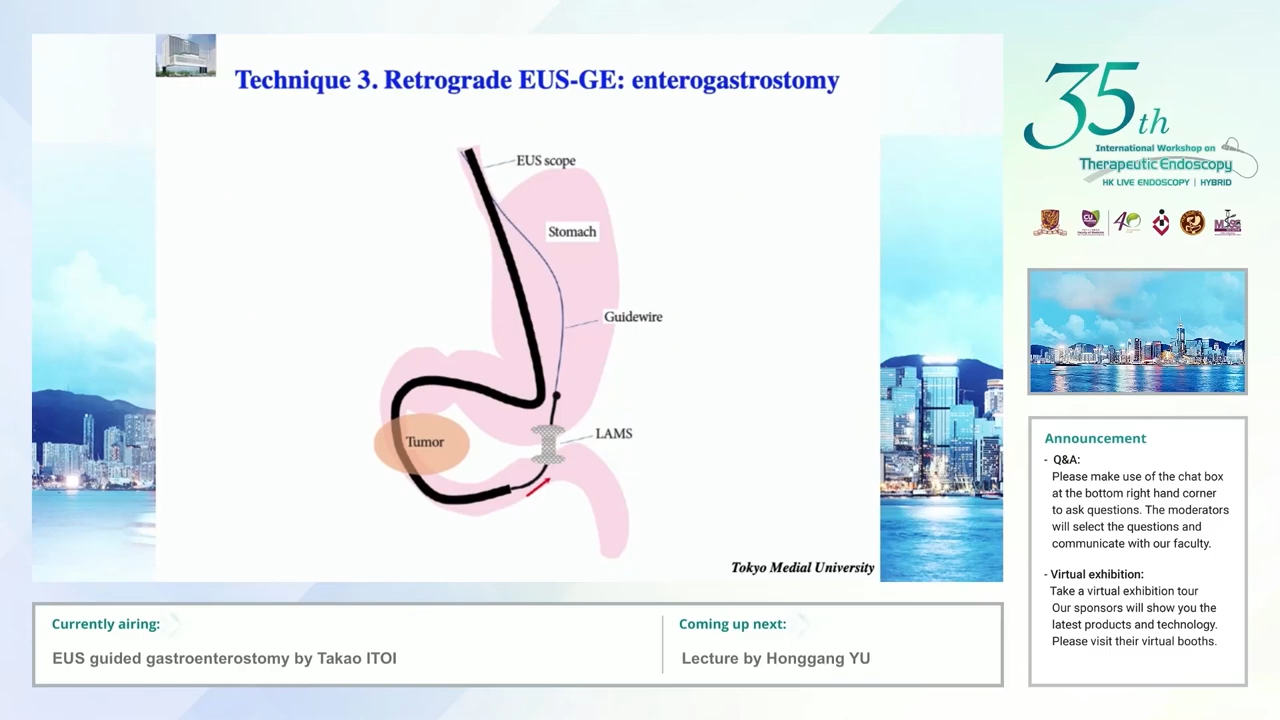 Technique 3. Retrograde EUS-GE: enterogastrostomy
EUS scope
Stomach
Guidewire
LAMS
Tumor
Tokyo Medial University
35th
International Workshop on
Therapeutic Endoscopy
HK LIVE ENDOSCOPY | HYBRID
Announcement
- Q&A:
Please make use of the chat box
at the bottom right hand corner
to ask questions. The moderators
will select the questions and
communicate with our faculty.
- Virtual exhibition:
Take a virtual exhibition tour
Our sponsors will show you the
latest products and technology.
Please visit their virtual booths.
Currently airing:
EUS guided gastroenterostomy by Takao ITOI
Coming up next:
Lecture by Honggang YU